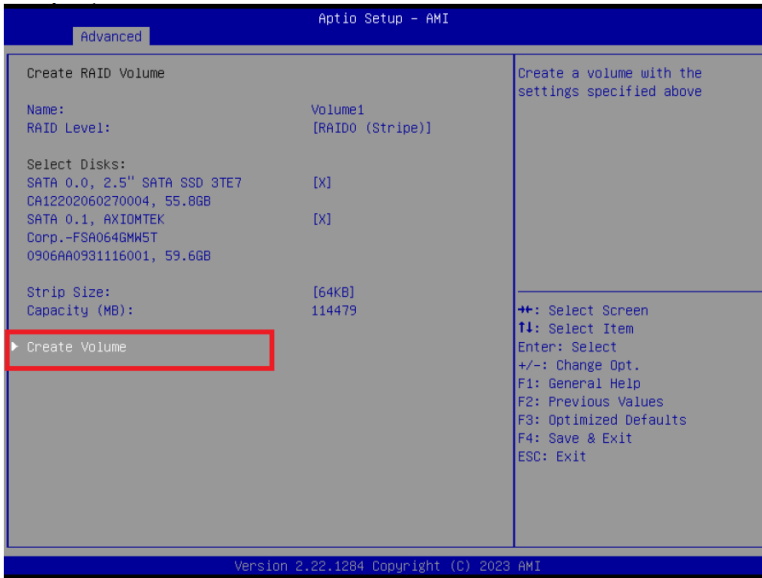 Aptio Setup - AMI
Advanced
Create RAID Volume
Name: Volume1
RAID Level: [RAID0 (Stripe)]
Select Disks:
SATA 0.0, 2.5" SATA SSD 3TE7 [X]
CA12202060270004, 55.8GB
SATA 0.1, AXIOMTEK [X]
Corp.-FSA064GMW5T
0906AA0931116001, 59.6GB
Strip Size: [64KB]
Capacity (MB): 114479
Create Volume
Create a volume with the
settings specified above
→←: Select Screen
↑↓: Select Item
Enter: Select
+/-: Change Opt.
F1: General Help
F2: Previous Values
F3: Optimized Defaults
F4: Save & Exit
ESC: Exit
Version 2.22.1284 Copyright (C) 2023 AMI